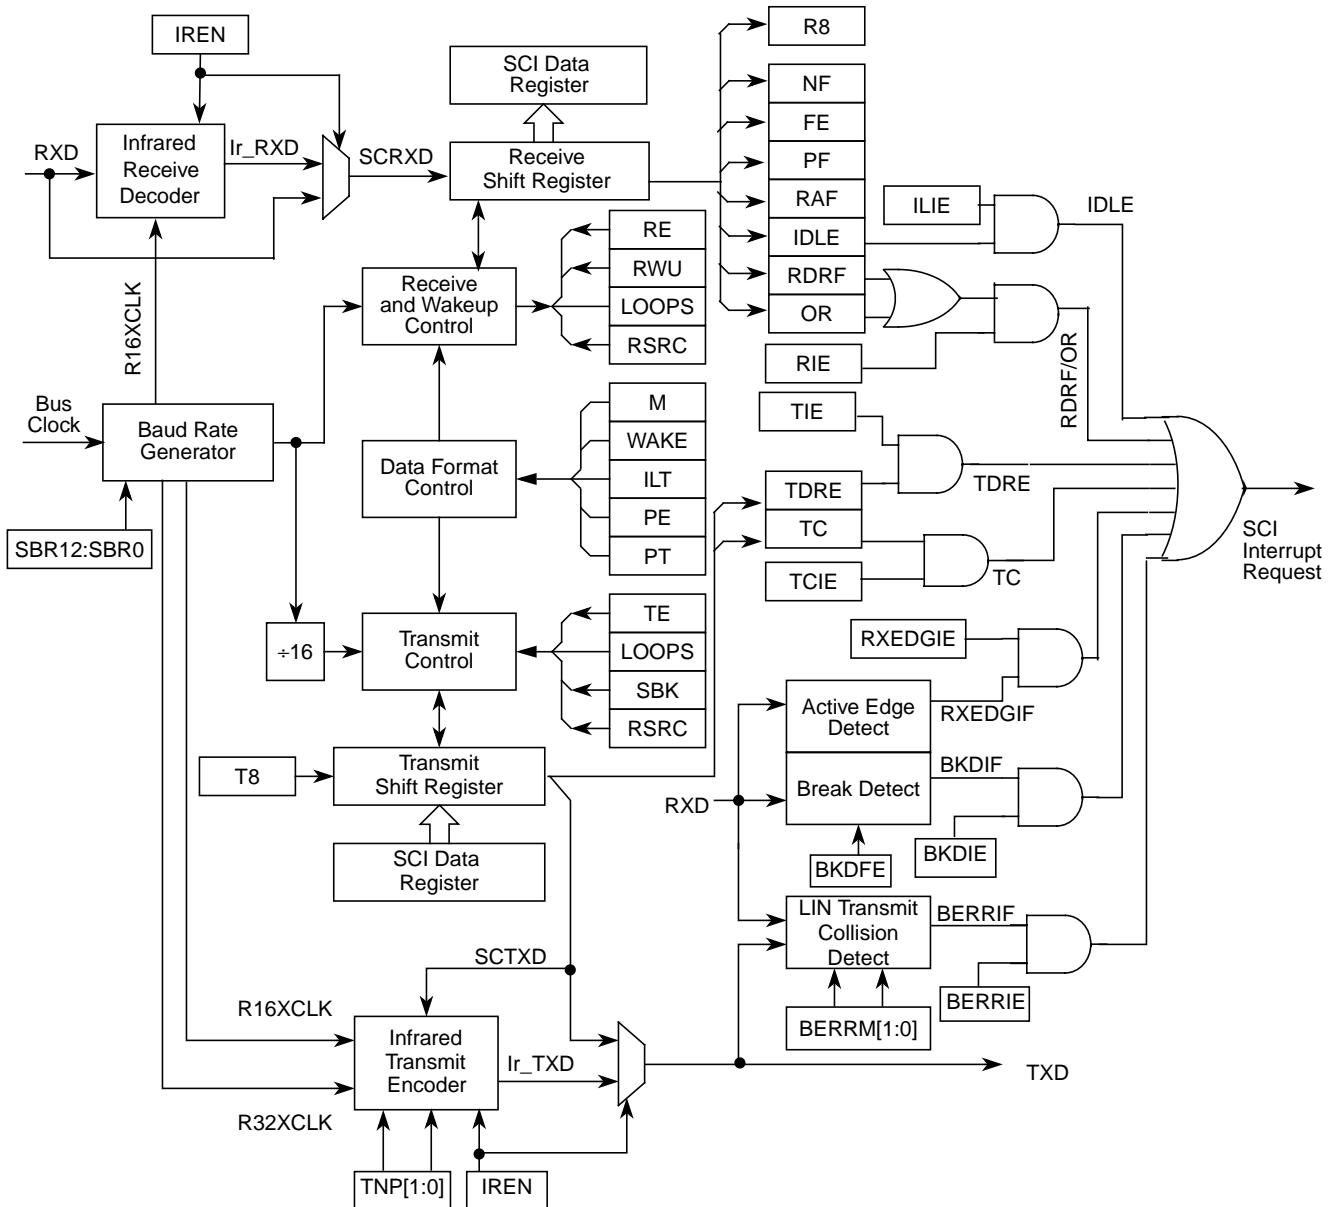 IREN
SCI Data
Register
R8
NF
FE
PF
RAF
IDLE
RDRF
OR
RXD
Infrared
Receive
Decoder
Ir_RXD
SCRXD
Receive
Shift Register
ILIE
IDLE
RE
RWU
LOOPS
RSRC
Receive
and Wakeup
Control
R16XCLK
RIE
RDRF/OR
Bus
Clock
Baud Rate
Generator
M
WAKE
ILT
PE
PT
Data Format
Control
TIE
TDRE
TC
TDRE
TCIE
TC
SCI
Interrupt
Request
SBR12:SBR0
÷16
Transmit
Control
TE
LOOPS
SBK
RSRC
RXEDGIE
Active Edge
Detect
RXEDGIF
T8
Transmit
Shift Register
RXD
Break Detect
BKDIF
BKDIE
BKDFE
SCI Data
Register
LIN Transmit
Collision
Detect
BERRIF
BERRIE
BERRM[1:0]
SCTXD
R16XCLK
Infrared
Transmit
Encoder
Ir_TXD
TXD
R32XCLK
TNP[1:0]
IREN